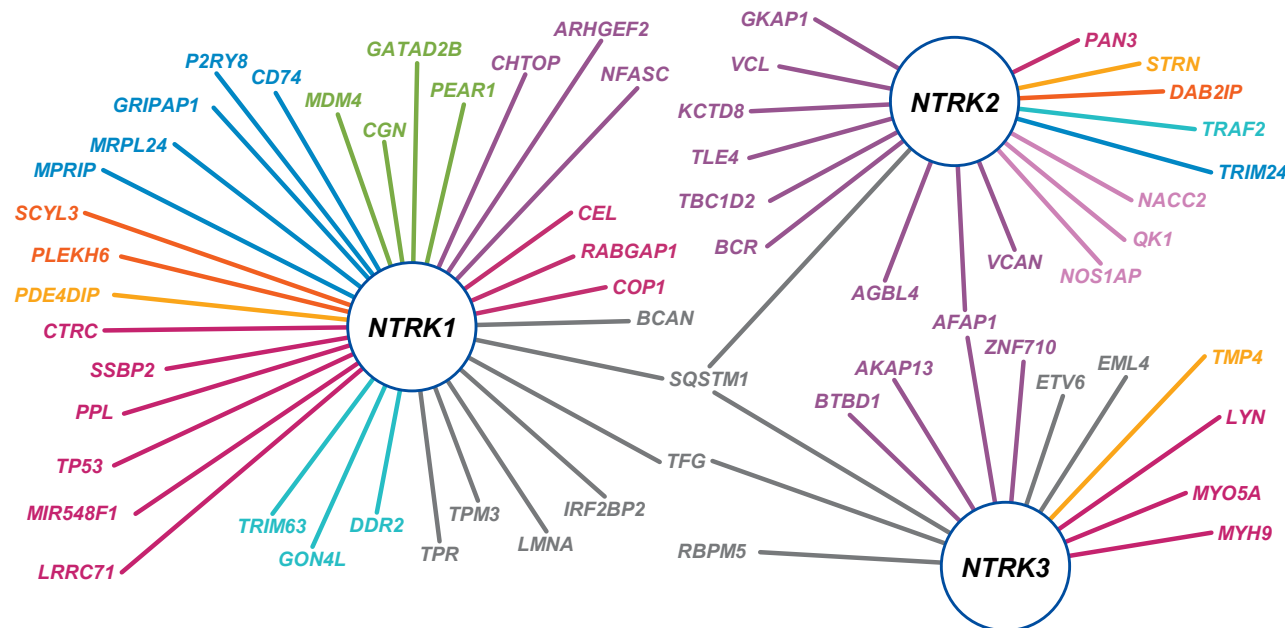 GKAP1
ARHGEF2
PAN3
GATAD2B
CHTOP
P2RY8
CD74
NFASC
VCL
STRN
MDM4
PEAR1
DAB2IP
GRIPAP1
NTRK2
KCTD8
CGN
TRAF2
MRPL24
TLE4
MPRIP
TRIM24
TBC1D2
NACC2
SCYL3
CEL
BCR
QK1
PLEKH6
RABGAP1
VCAN
NOS1AP
PDE4DIP
COP1
AGBL4
BCAN
AFAP1
CTRC
NTRK1
ZNF710
TMP4
SSBP2
SQSTM1
AKAP13
EML4
ETV6
BTBD1
PPL
LYN
TP53
TFG
MYO5A
MIR548F1
TRIM63
DDR2
TPM3
IRF2BP2
MYH9
GON4L
TPR
LMNA
RBPM5
LRRC71
NTRK3